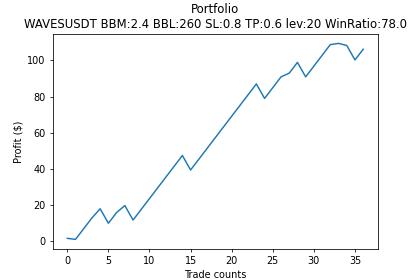 Portfolio
WAVESUSDT BBM:2.4 BBL:260 SL:0.8 TP:0.6 lev:20 WinRatio:78.0
100
80
60
40
20
0
Profit ($)
0 5 10 15 20 25 30 35
Trade counts